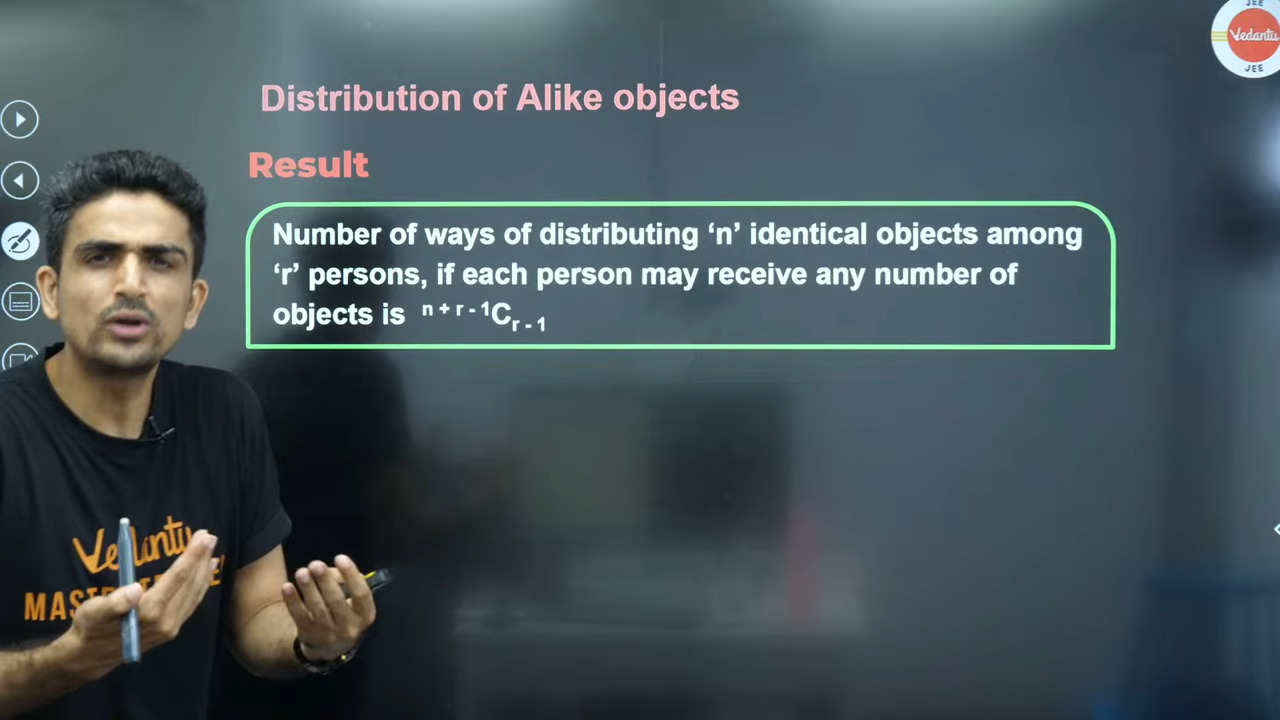 JEE
Vedantu
JEE
Distribution of Alike objects
Result
Number of ways of distributing ‘n’ identical objects among
‘r’ persons, if each person may receive any number of
objects is n + r - 1Cr - 1
Vedantu